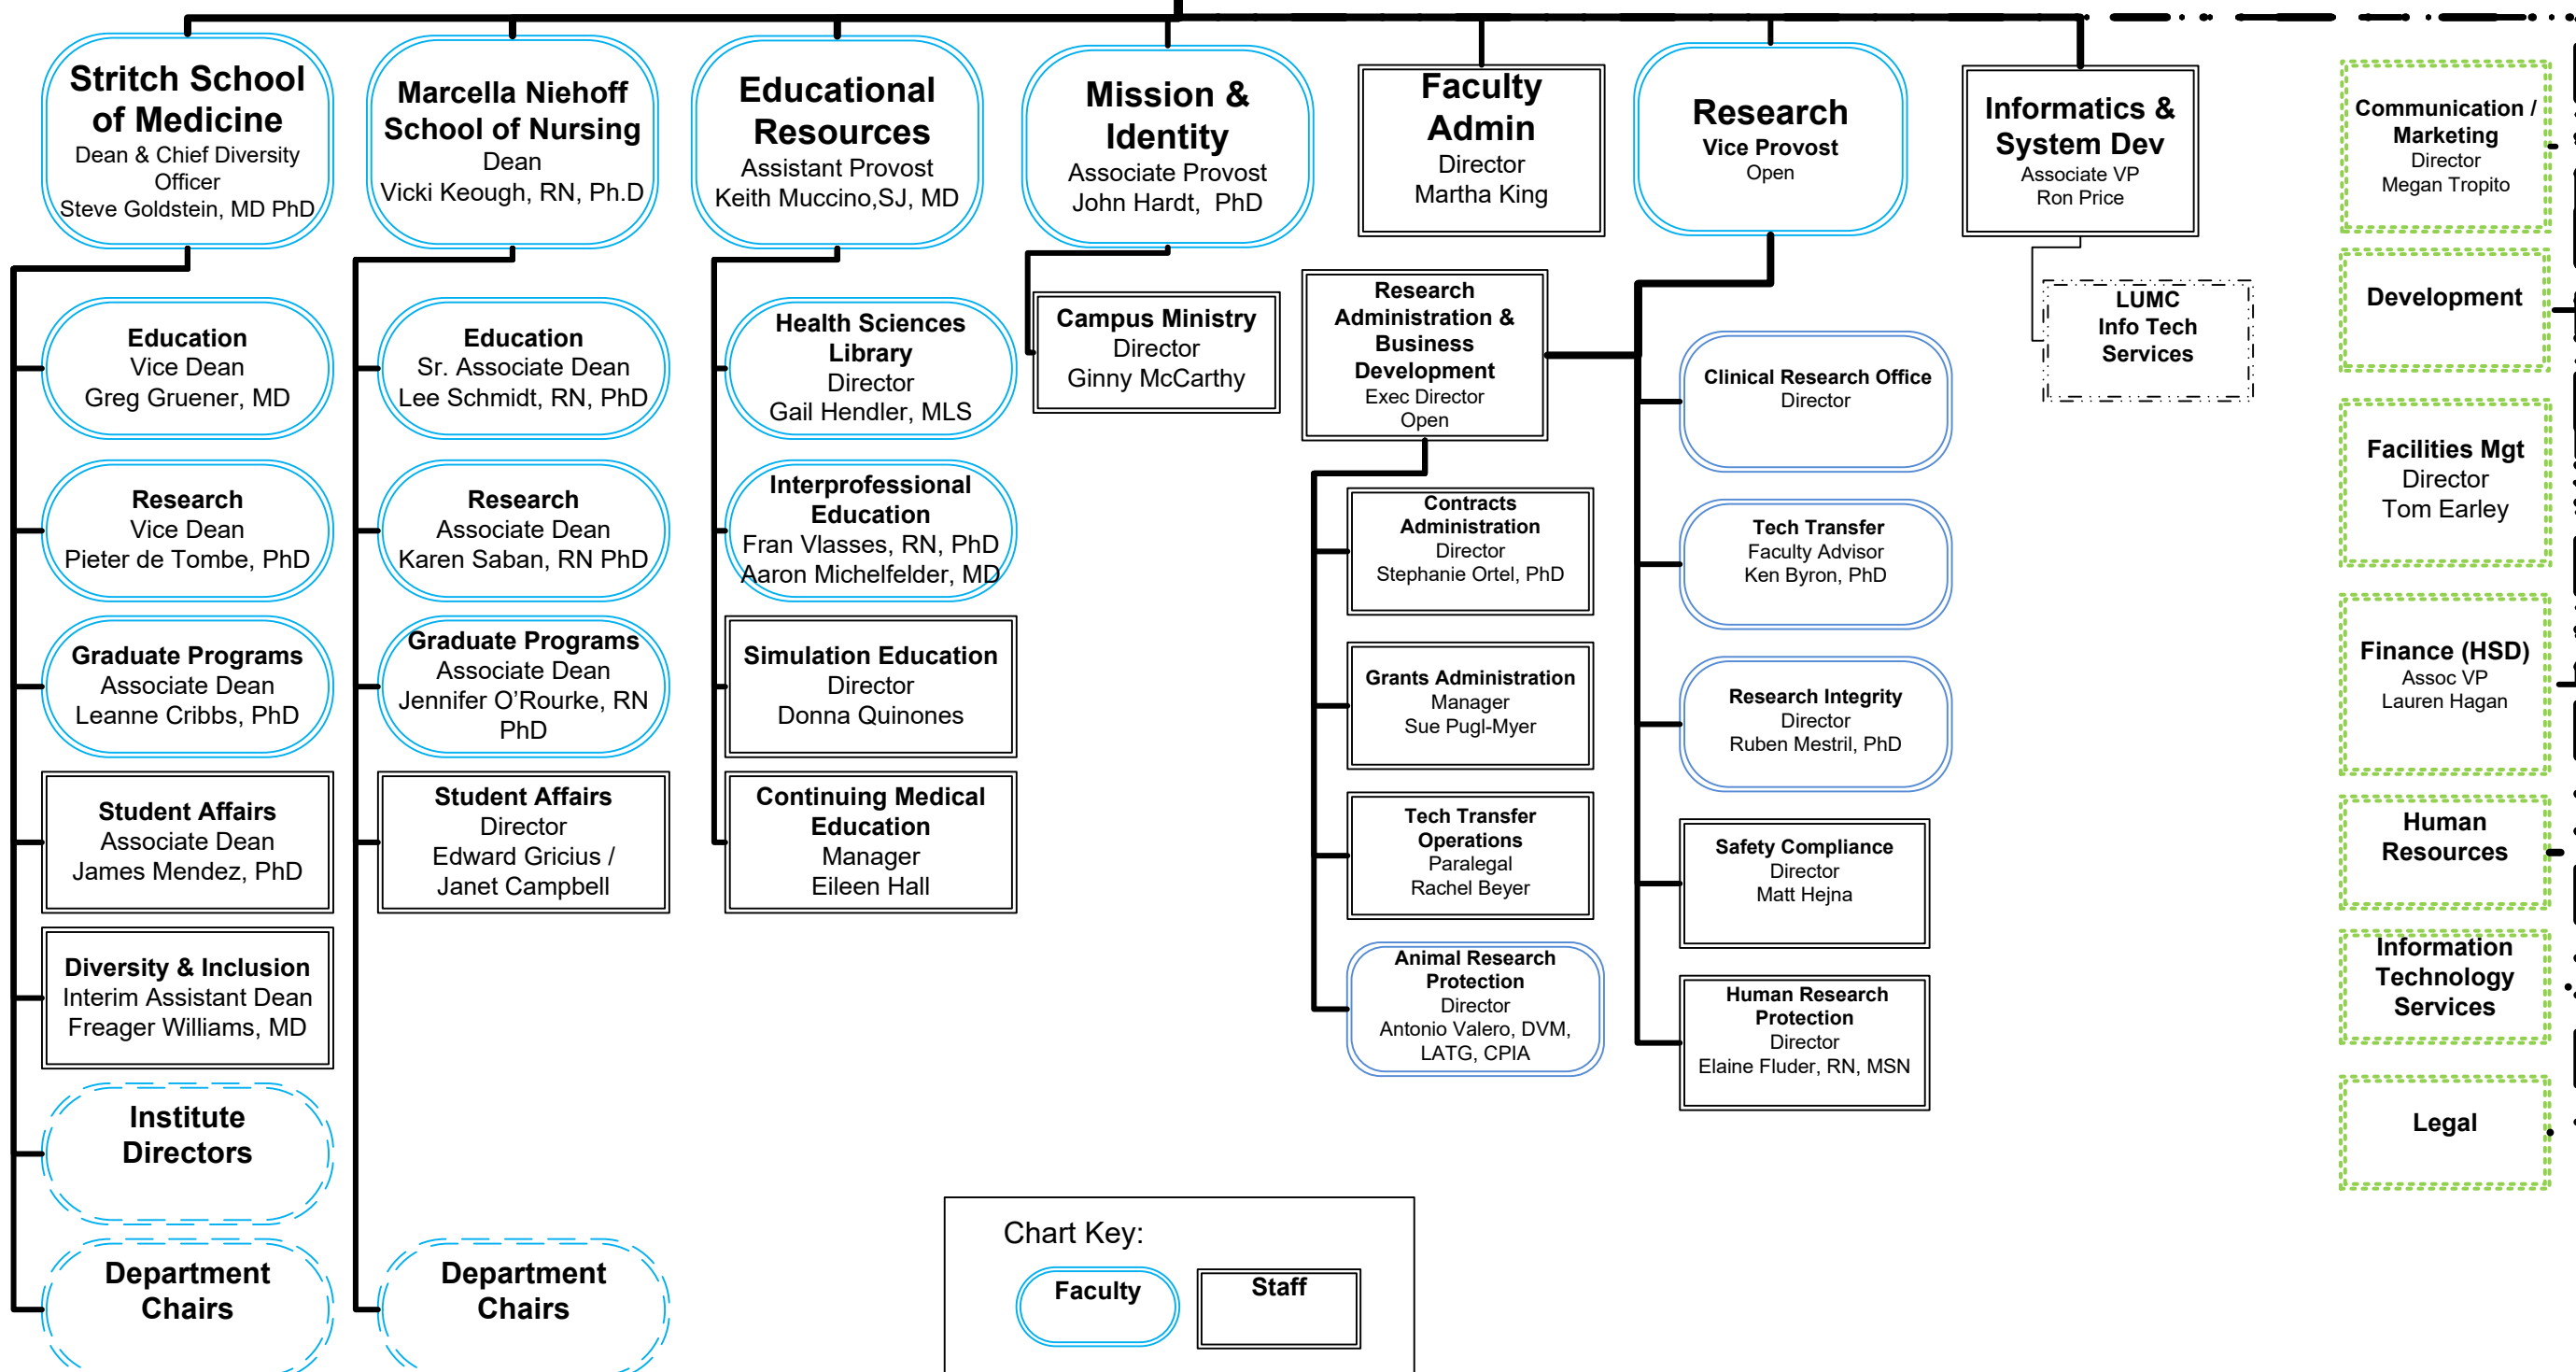 Stritch School
of Medicine
Dean & Chief Diversity
Officer
Steve Goldstein, MD PhD
Marcella Niehoff
School of Nursing
Dean
Vicki Keough, RN, Ph.D
Educational
Resources
Assistant Provost
Keith Muccino,SJ, MD
Mission &
Identity
Associate Provost
John Hardt, PhD
Faculty
Admin
Director
Martha King
Research
Vice Provost
Open
Informatics &
System Dev
Associate VP
Ron Price
Communication /
Marketing
Director
Megan Tropito
Education
Vice Dean
Greg Gruener, MD
Research
Vice Dean
Pieter de Tombe, PhD
Graduate Programs
Associate Dean
Leanne Cribbs, PhD
Student Affairs
Associate Dean
James Mendez, PhD
Diversity & Inclusion
Interim Assistant Dean
Freager Williams, MD
Institute
Directors
Department
Chairs
Education
Sr. Associate Dean
Lee Schmidt, RN, PhD
Research
Associate Dean
Karen Saban, RN PhD
Graduate Programs
Associate Dean
Jennifer O'Rourke, RN
PhD
Student Affairs
Director
Edward Gricius /
Janet Campbell
Department
Chairs
Health Sciences
Library
Director
Gail Hendler, MLS
Interprofessional
Education
Fran Vlasses, RN, PhD
Aaron Michelfelder, MD
Simulation Education
Director
Donna Quinones
Continuing Medical
Education
Manager
Eileen Hall
Campus Ministry
Director
Ginny McCarthy
Research
Administration &
Business
Development
Exec Director
Open
Contracts
Administration
Director
Stephanie Ortel, PhD
Grants Administration
Manager
Sue Pugl-Myer
Tech Transfer
Operations
Paralegal
Rachel Beyer
Animal Research
Protection
Director
Antonio Valero, DVM,
LATG, CPIA
Clinical Research Office
Director
Tech Transfer
Faculty Advisor
Ken Byron, PhD
Research Integrity
Director
Ruben Mestril, PhD
Safety Compliance
Director
Matt Hejna
Human Research
Protection
Director
Elaine Fluder, RN, MSN
LUMC
Info Tech
Services
Development
Facilities Mgt
Director
Tom Earley
Finance (HSD)
Assoc VP
Lauren Hagan
Human
Resources
Information
Technology
Services
Legal
Chart Key:
Faculty
Staff